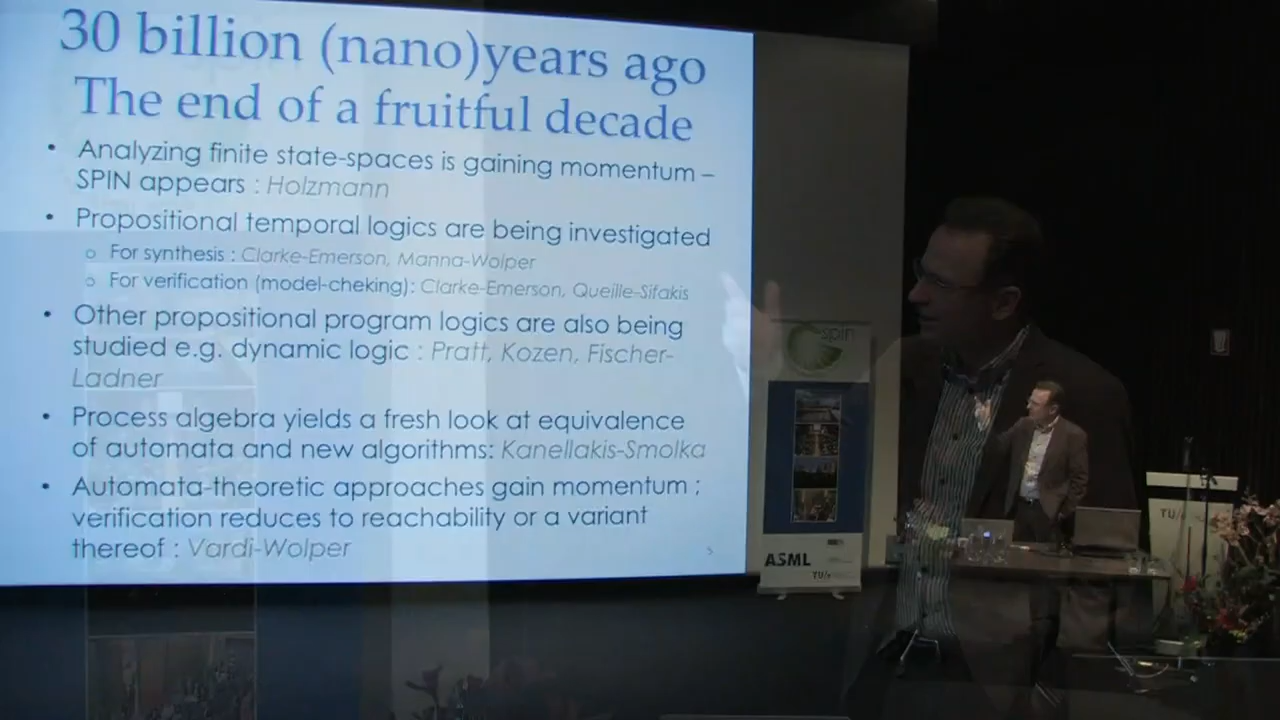 30 billion (nano)years ago
The end of a fruitful decade
• Analyzing finite state-spaces is gaining momentum –
SPIN appears : Holzmann
• Propositional temporal logics are being investigated
o For synthesis : Clarke-Emerson, Manna-Wolper
o For verification (model-cheking): Clarke-Emerson, Queille-Sifakis
• Other propositional program logics are also being
studied e.g. dynamic logic : Pratt, Kozen, Fischer-
Ladner
• Process algebra yields a fresh look at equivalence
of automata and new algorithms: Kanellakis-Smolka
• Automata-theoretic approaches gain momentum ;
verification reduces to reachability or a variant
thereof : Vardi-Wolper
5
spin
ASML
TU/e
TU/e